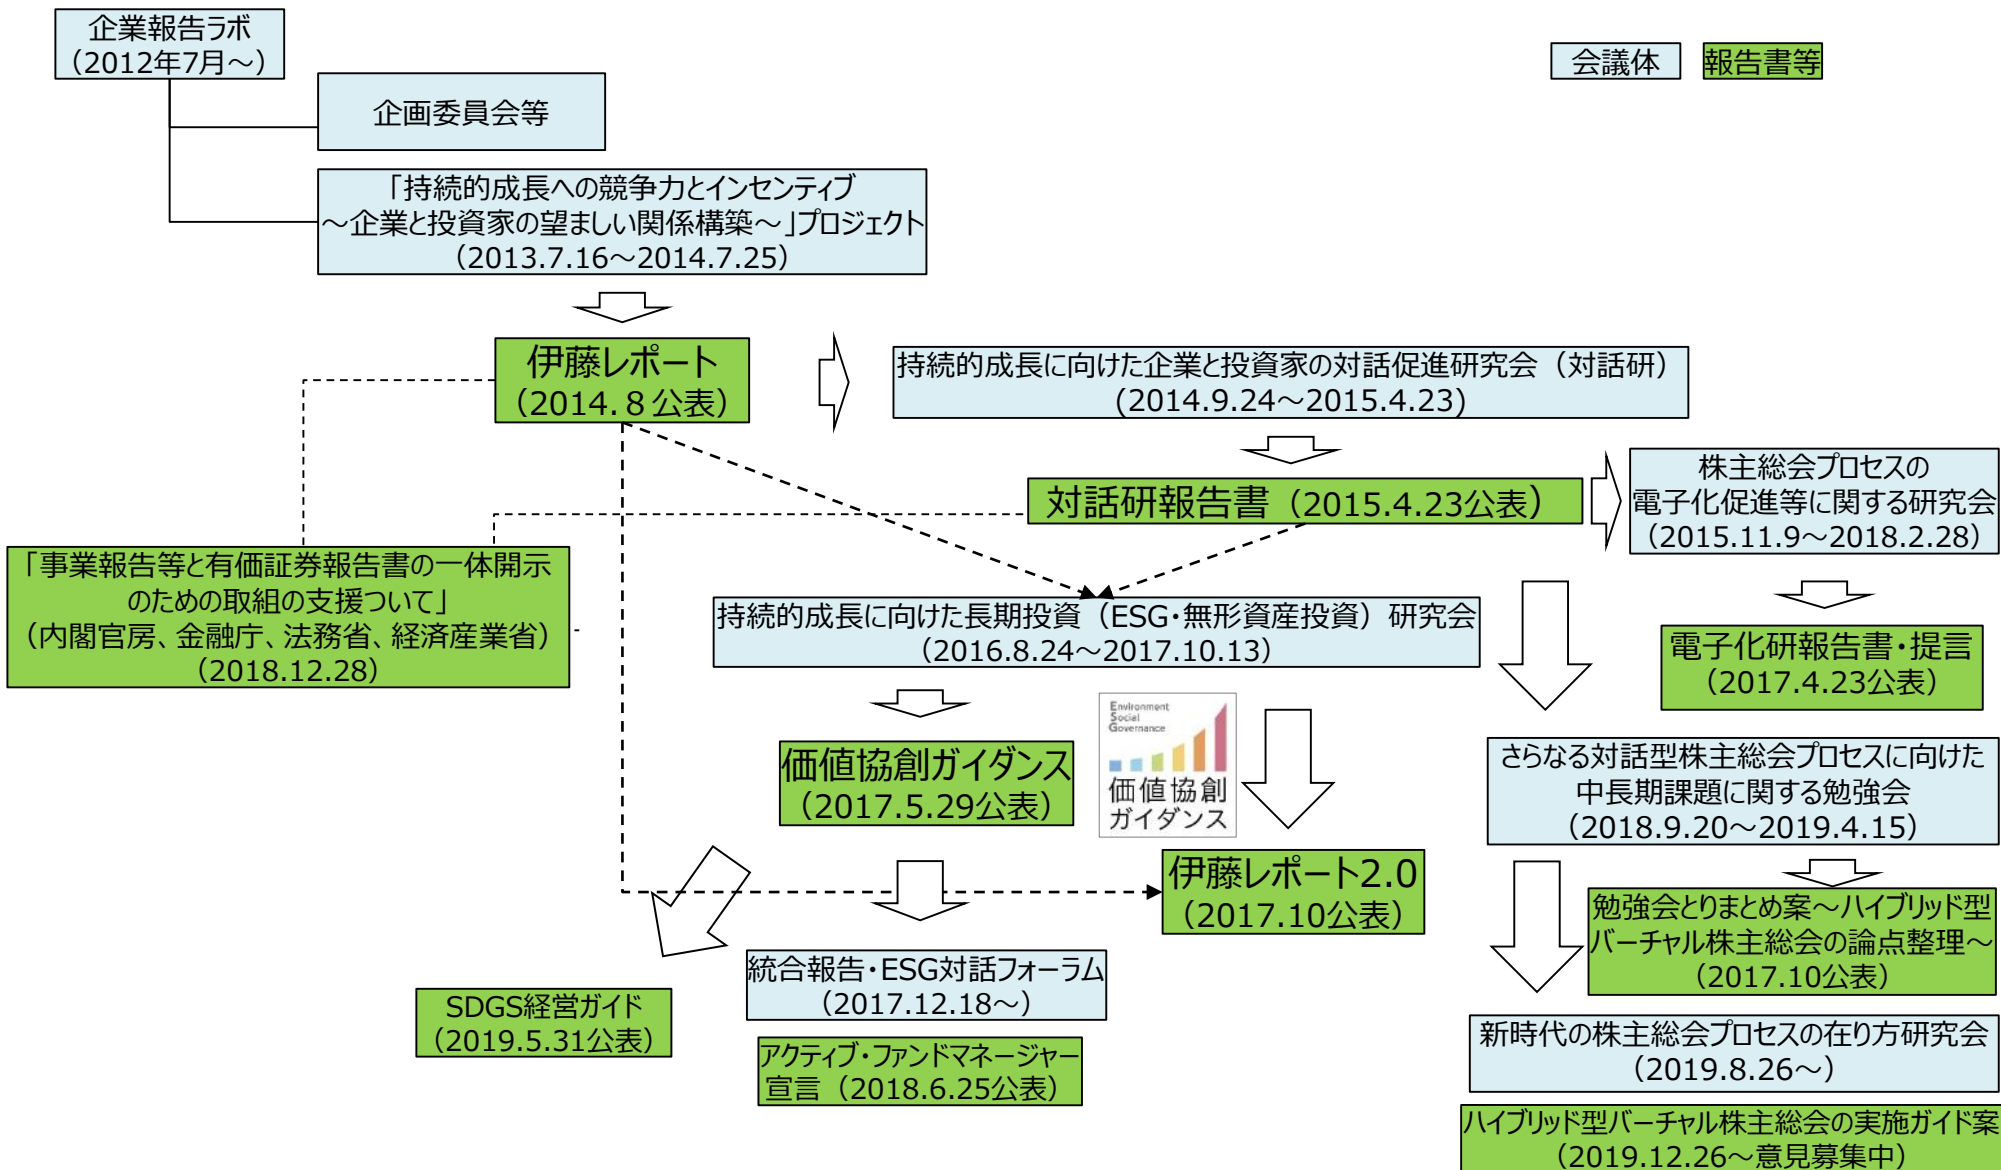 企業報告ラボ
（2012年7月～）
会議体
報告書等
企画委員会等
「持続的成長への競争力とインセンティブ
～企業と投資家の望ましい関係構築～」プロジェクト
（2013.7.16～2014.7.25）
伊藤レポート
（2014.８公表）
持続的成長に向けた企業と投資家の対話促進研究会（対話研）
（2014.9.24～2015.4.23）
対話研報告書（2015.4.23公表）
株主総会プロセスの
電子化促進等に関する研究会
（2015.11.9～2018.2.28）
「事業報告等と有価証券報告書の一体開示
のための取組の支援ついて」
（内閣官房、金融庁、法務省、経済産業省）
（2018.12.28）
持続的成長に向けた長期投資（ESG・無形資産投資）研究会
（2016.8.24～2017.10.13）
電子化研報告書・提言
（2017.4.23公表）
価値協創ガイダンス
（2017.5.29公表）
Environment
Social
Governance
価値協創
ガイダンス
さらなる対話型株主総会プロセスに向けた
中長期課題に関する勉強会
（2018.9.20～2019.4.15）
伊藤レポート2.0
（2017.10公表）
勉強会とりまとめ案～ハイブリッド型
バーチャル株主総会の論点整理～
（2017.10公表）
統合報告・ESG対話フォーラム
（2017.12.18～）
SDGS経営ガイド
（2019.5.31公表）
アクティブ・ファンドマネージャー
宣言（2018.6.25公表）
新時代の株主総会プロセスの在り方研究会
（2019.8.26～）
ハイブリッド型バーチャル株主総会の実施ガイド案
（2019.12.26～意見募集中）